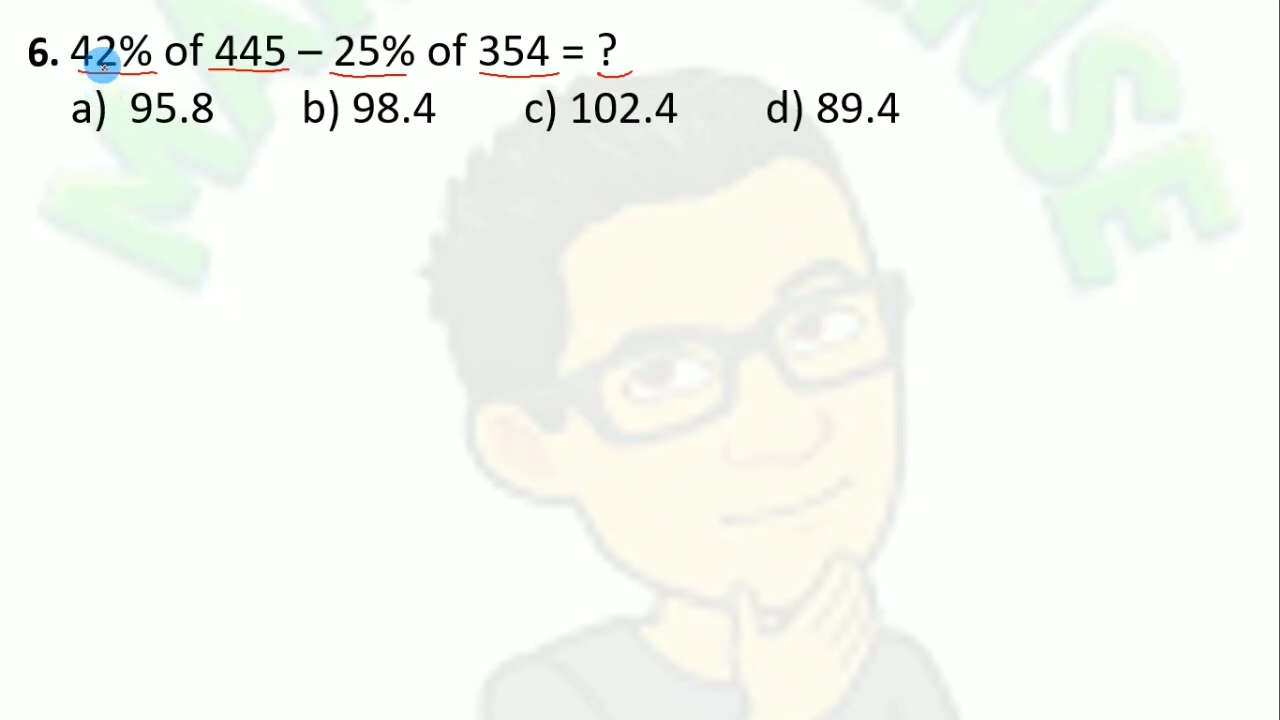 6. 42% of 445 – 25% of 354 = ?
a) 95.8 b) 98.4 c) 102.4 d) 89.4